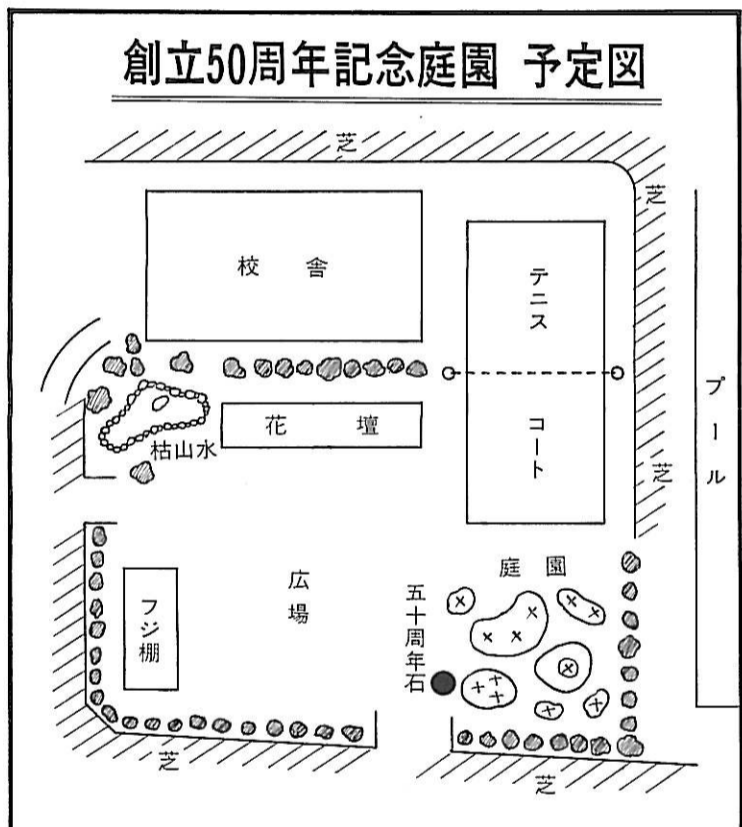 創立50周年記念庭園 予定図
芝
芝
校舎
テニス
コート
プール
花壇
枯山水
芝
庭園
五十周年石
広場
フジ棚
芝
芝